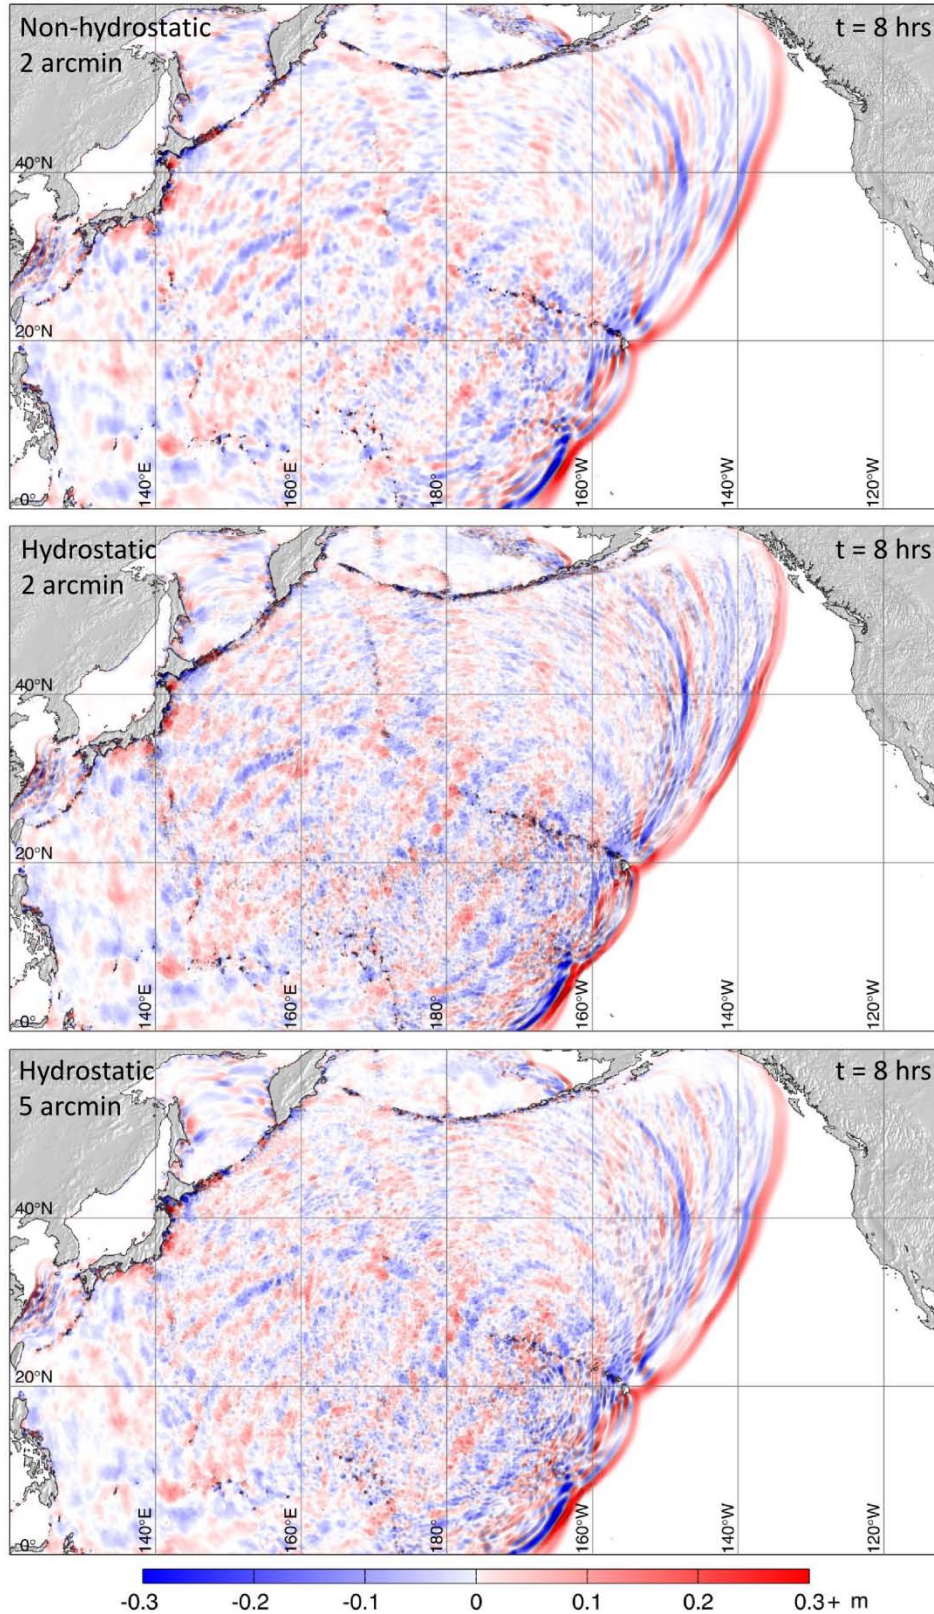 Non-hydrostatic t = 8 hrs
2 arcmin
40°N
20°N
0°
140°E
160°E
180°
160°W
140°W
120°W
Hydrostatic t = 8 hrs
2 arcmin
40°N
20°N
0°
140°E
160°E
180°
160°W
140°W
120°W
Hydrostatic t = 8 hrs
5 arcmin
40°N
20°N
0°
140°E
160°E
180°
160°W
140°W
120°W
-0.3 -0.2 -0.1 0 0.1 0.2 0.3+ m